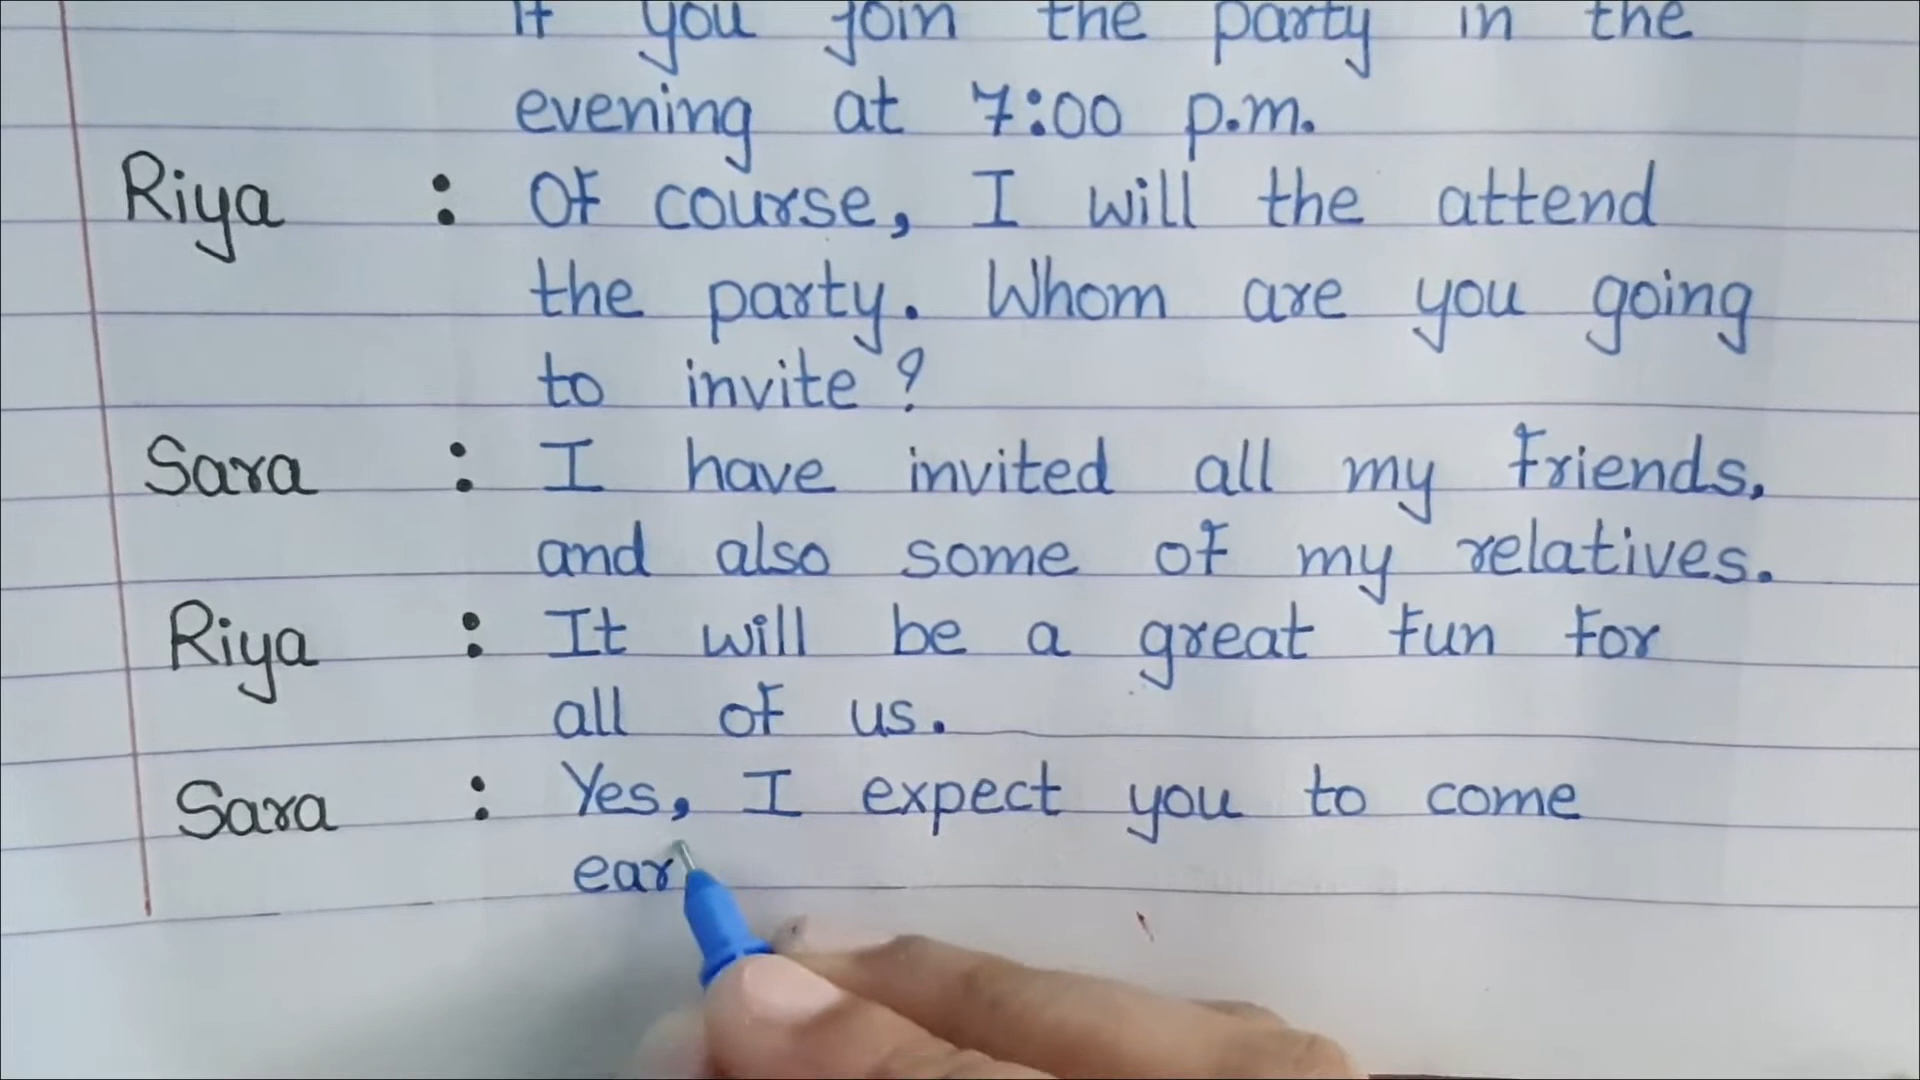 If you join the party in the
evening at 7:00 p.m.
Riya : Of course, I will the attend
the party. Whom are you going
to invite?
Sara : I have invited all my friends,
and also some of my relatives.
Riya : It will be a great fun for
all of us.
Sara : Yes, I expect you to come
ear